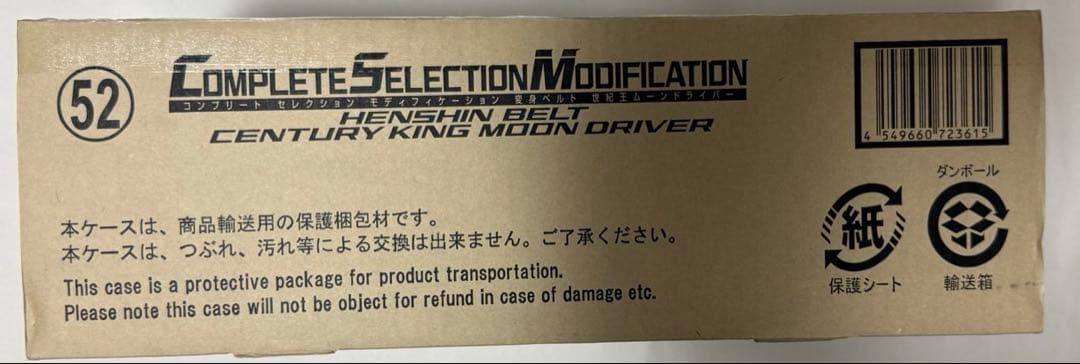 52
COMPLETE SELECTION MODIFICATION
コンプリート セレクション モディフィケーション 変身ベルト 世紀王ムーンドライバー
HENSHIN BELT
CENTURY KING MOON DRIVER
4 549660 723615
本ケースは、商品輸送用の保護梱包材です。
本ケースは、つぶれ、汚れ等による交換は出来ません。ご了承ください。
This case is a protective package for product transportation.
Please note this case will not be object for refund in case of damage etc.
紙
保護シート
ダンボール
輸送箱